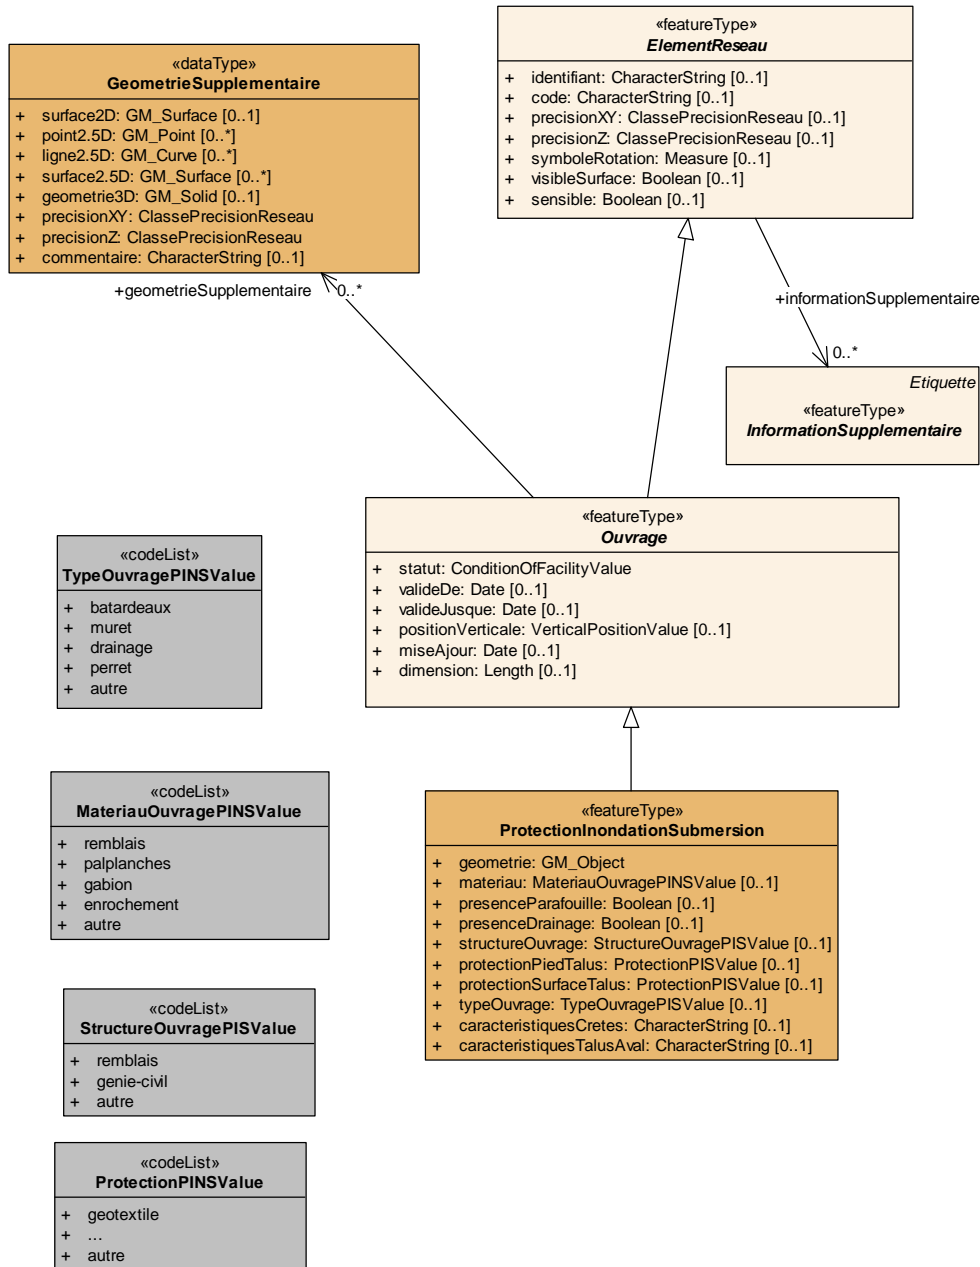 «dataType»
GeometrieSupplementaire
+ surface2D: GM_Surface [0..1]
+ point2.5D: GM_Point [0..*]
+ ligne2.5D: GM_Curve [0..*]
+ surface2.5D: GM_Surface [0..*]
+ geometrie3D: GM_Solid [0..1]
+ precisionXY: ClassePrecisionReseau
+ precisionZ: ClassePrecisionReseau
+ commentaire: CharacterString [0..1]
«featureType»
ElementReseau
+ identifiant: CharacterString [0..1]
+ code: CharacterString [0..1]
+ precisionXY: ClassePrecisionReseau [0..1]
+ precisionZ: ClassePrecisionReseau [0..1]
+ symboleRotation: Measure [0..1]
+ visibleSurface: Boolean [0..1]
+ sensible: Boolean [0..1]
+geometrieSupplementaire 0..*
+informationSupplementaire
0..*
Etiquette
«featureType»
InformationSupplementaire
«featureType»
Ouvrage
+ statut: ConditionOfFacilityValue
+ valideDe: Date [0..1]
+ valideJusque: Date [0..1]
+ positionVerticale: VerticalPositionValue [0..1]
+ miseAjour: Date [0..1]
+ dimension: Length [0..1]
«codeList»
TypeOuvragePINSValue
+ batardeaux
+ muret
+ drainage
+ perret
+ autre
«codeList»
MateriauOuvragePINSValue
+ remblais
+ palplanches
+ gabion
+ enrochement
+ autre
«featureType»
ProtectionInondationSubmersion
+ geometrie: GM_Object
+ materiau: MateriauOuvragePINSValue [0..1]
+ presenceParafouille: Boolean [0..1]
+ presenceDrainage: Boolean [0..1]
+ structureOuvrage: StructureOuvragePISValue [0..1]
+ protectionPiedTalus: ProtectionPISValue [0..1]
+ protectionSurfaceTalus: ProtectionPISValue [0..1]
+ typeOuvrage: TypeOuvragePISValue [0..1]
+ caracteristiquesCretes: CharacterString [0..1]
+ caracteristiquesTalusAval: CharacterString [0..1]
«codeList»
StructureOuvragePISValue
+ remblais
+ genie-civil
+ autre
«codeList»
ProtectionPINSValue
+ geotextile
+ ...
+ autre